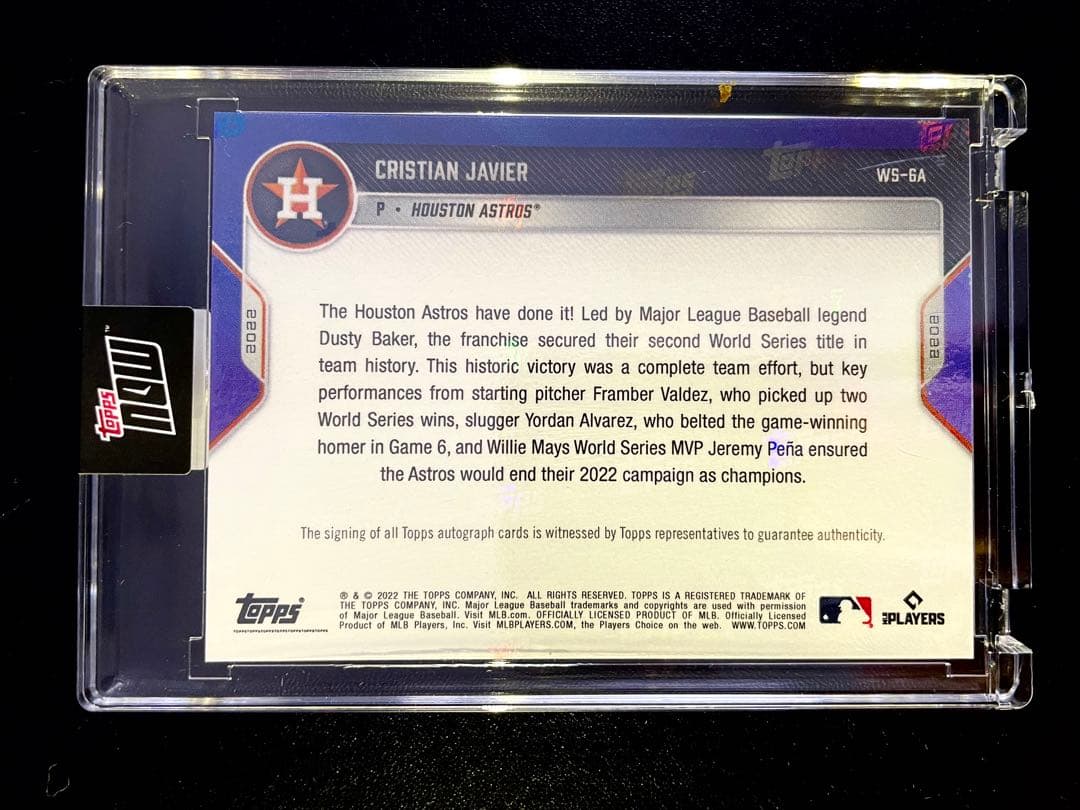 CRISTIAN JAVIER
WS-6A
P • HOUSTON ASTROS®
H
2022
2022
The Houston Astros have done it! Led by Major League Baseball legend
Dusty Baker, the franchise secured their second World Series title in
team history. This historic victory was a complete team effort, but key
performances from starting pitcher Framber Valdez, who picked up two
World Series wins, slugger Yordan Alvarez, who belted the game-winning
homer in Game 6, and Willie Mays World Series MVP Jeremy Peña ensured
the Astros would end their 2022 campaign as champions.
The signing of all Topps autograph cards is witnessed by Topps representatives to guarantee authenticity.
topps NOW™
Topps®
® & © 2022 THE TOPPS COMPANY, INC. ALL RIGHTS RESERVED. TOPPS IS A REGISTERED TRADEMARK OF
THE TOPPS COMPANY, INC. Major League Baseball trademarks and copyrights are used with permission
of Major League Baseball. Visit MLB.com. OFFICIALLY LICENSED PRODUCT OF MLB. Officially Licensed
Product of MLB Players, Inc. Visit MLBPLAYERS.COM, the Players Choice on the web. WWW.TOPPS.COM
MLB PLAYERS